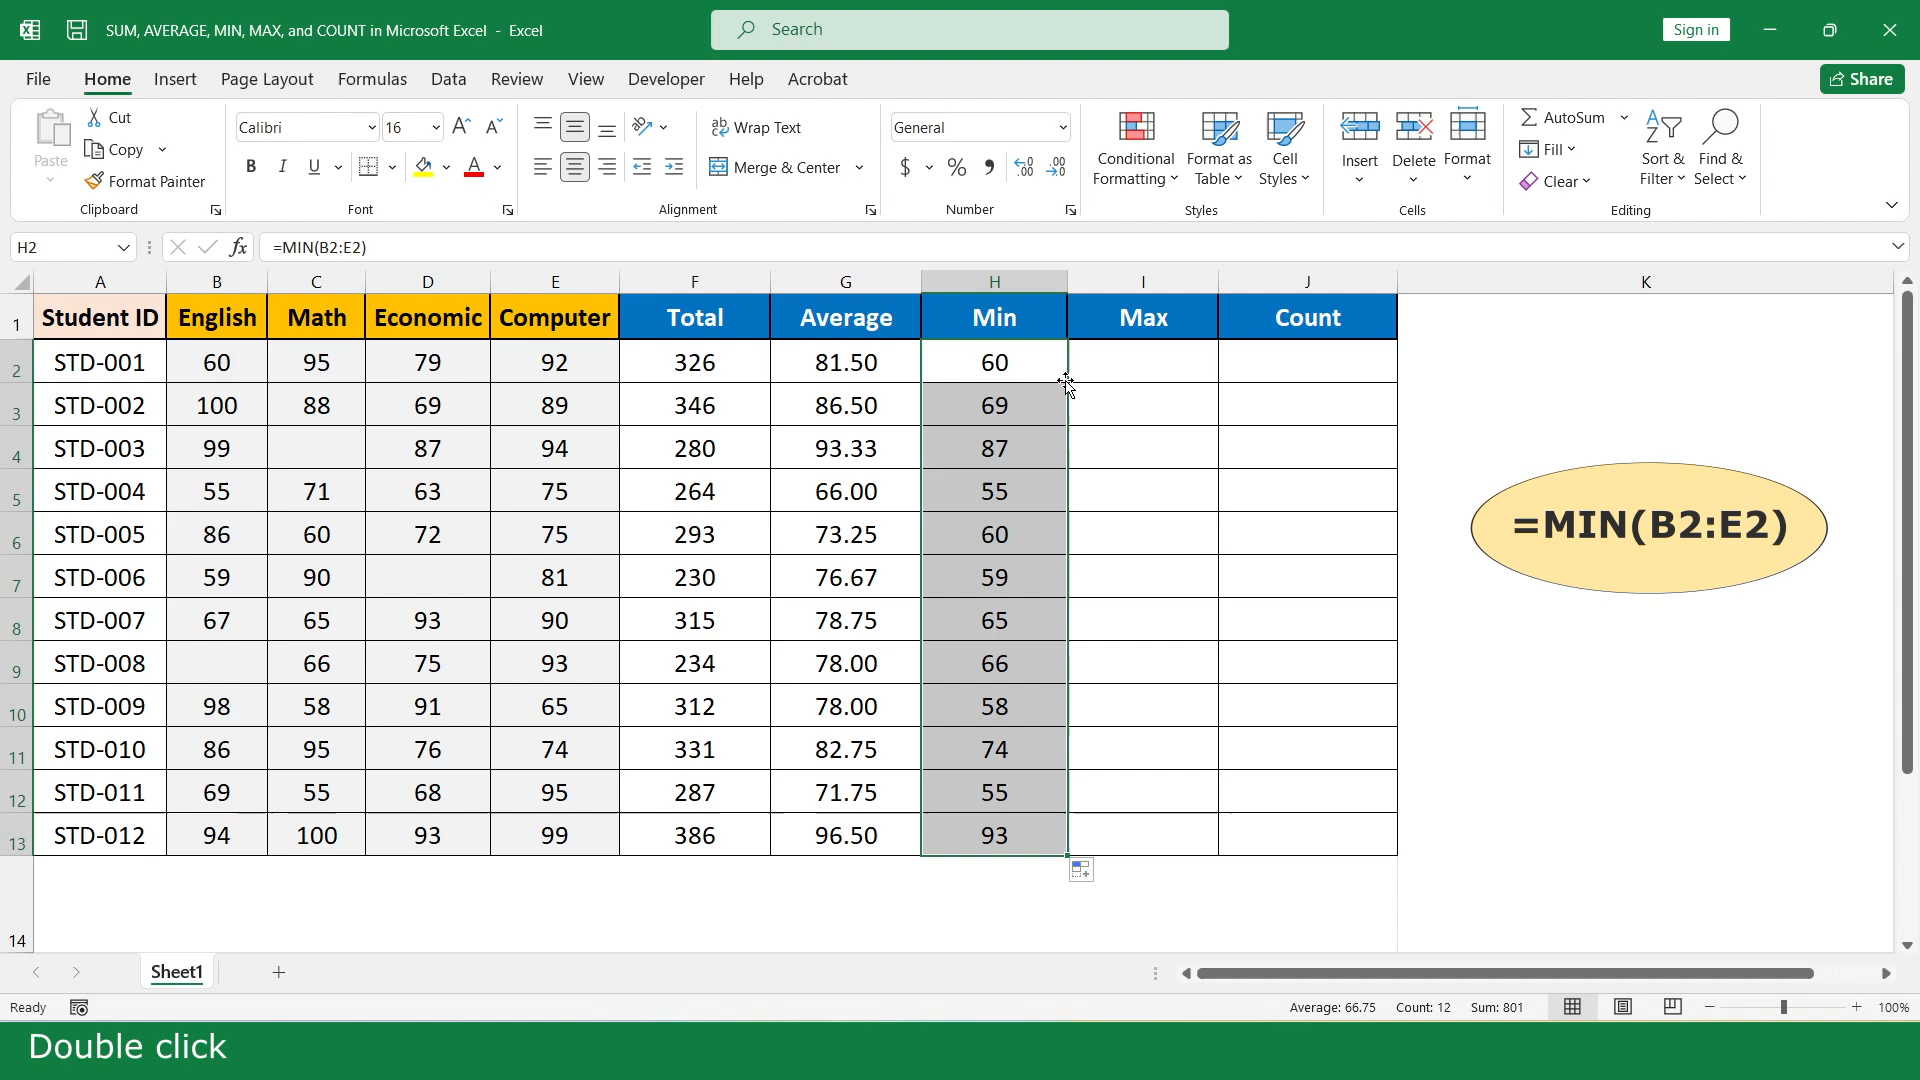 SUM, AVERAGE, MIN, MAX, and COUNT in Microsoft Excel - Excel
Search
Sign in
File Home Insert Page Layout Formulas Data Review View Developer Help Acrobat
Share
Paste
Cut
Copy
Format Painter
Clipboard
Calibri 16
B I U
Font
Wrap Text
Merge & Center
Alignment
General
$ % ,
Number
Conditional Formatting
Format as Table
Cell Styles
Styles
Insert
Delete
Format
Cells
AutoSum
Fill
Clear
Sort & Filter
Find & Select
Editing
H2 fx =MIN(B2:E2)
A B C D E F G H I J K
1 Student ID English Math Economic Computer Total Average Min Max Count
2 STD-001 60 95 79 92 326 81.50 60
3 STD-002 100 88 69 89 346 86.50 69
4 STD-003 99 87 94 280 93.33 87
5 STD-004 55 71 63 75 264 66.00 55
6 STD-005 86 60 72 75 293 73.25 60
7 STD-006 59 90 81 230 76.67 59
8 STD-007 67 65 93 90 315 78.75 65
9 STD-008 66 75 93 234 78.00 66
10 STD-009 98 58 91 65 312 78.00 58
11 STD-010 86 95 76 74 331 82.75 74
12 STD-011 69 55 68 95 287 71.75 55
13 STD-012 94 100 93 99 386 96.50 93
14
=MIN(B2:E2)
Sheet1
Ready
Average: 66.75 Count: 12 Sum: 801
100%
Double click